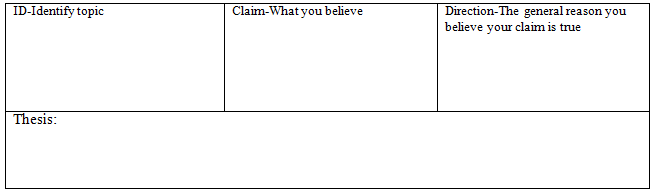 ID-Identify topic
Claim-What you believe
Direction-The general reason you
believe your claim is true
Thesis: